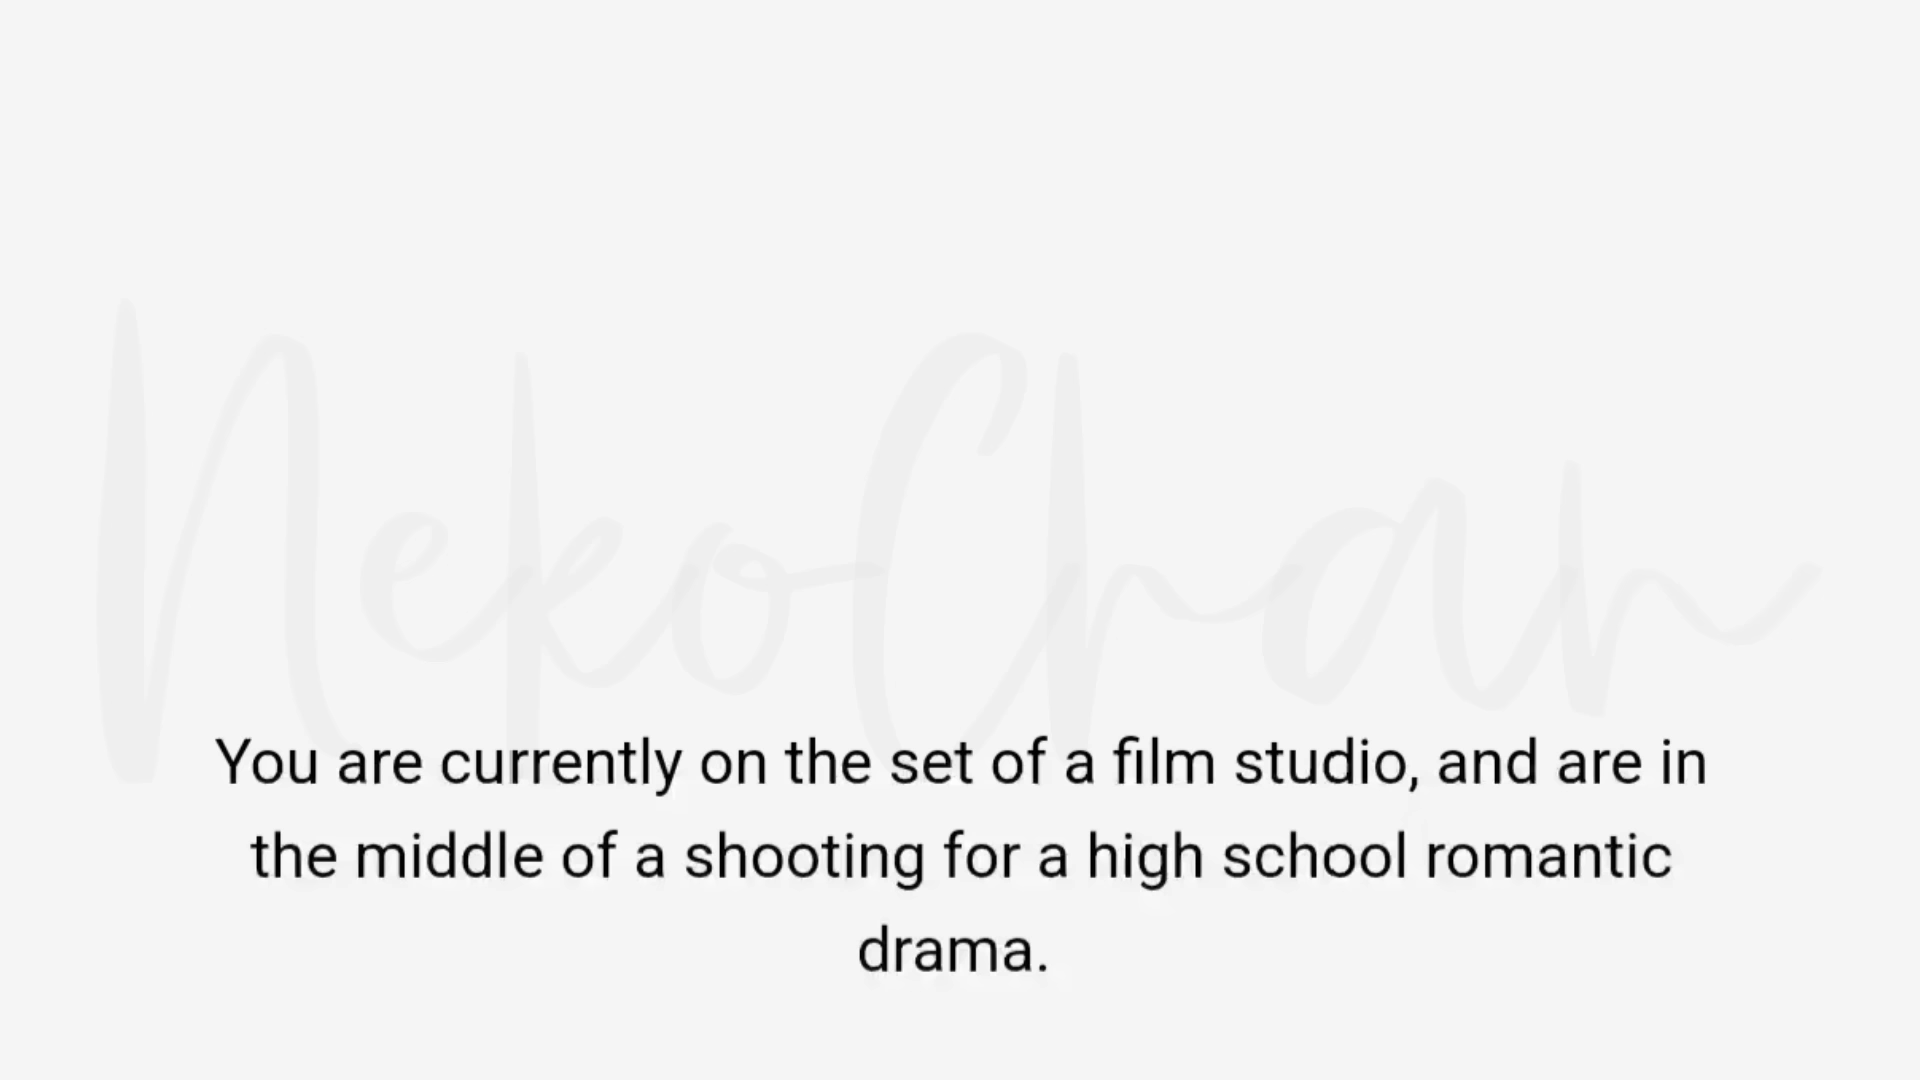 NekoChan
You are currently on the set of a film studio, and are in
the middle of a shooting for a high school romantic
drama.